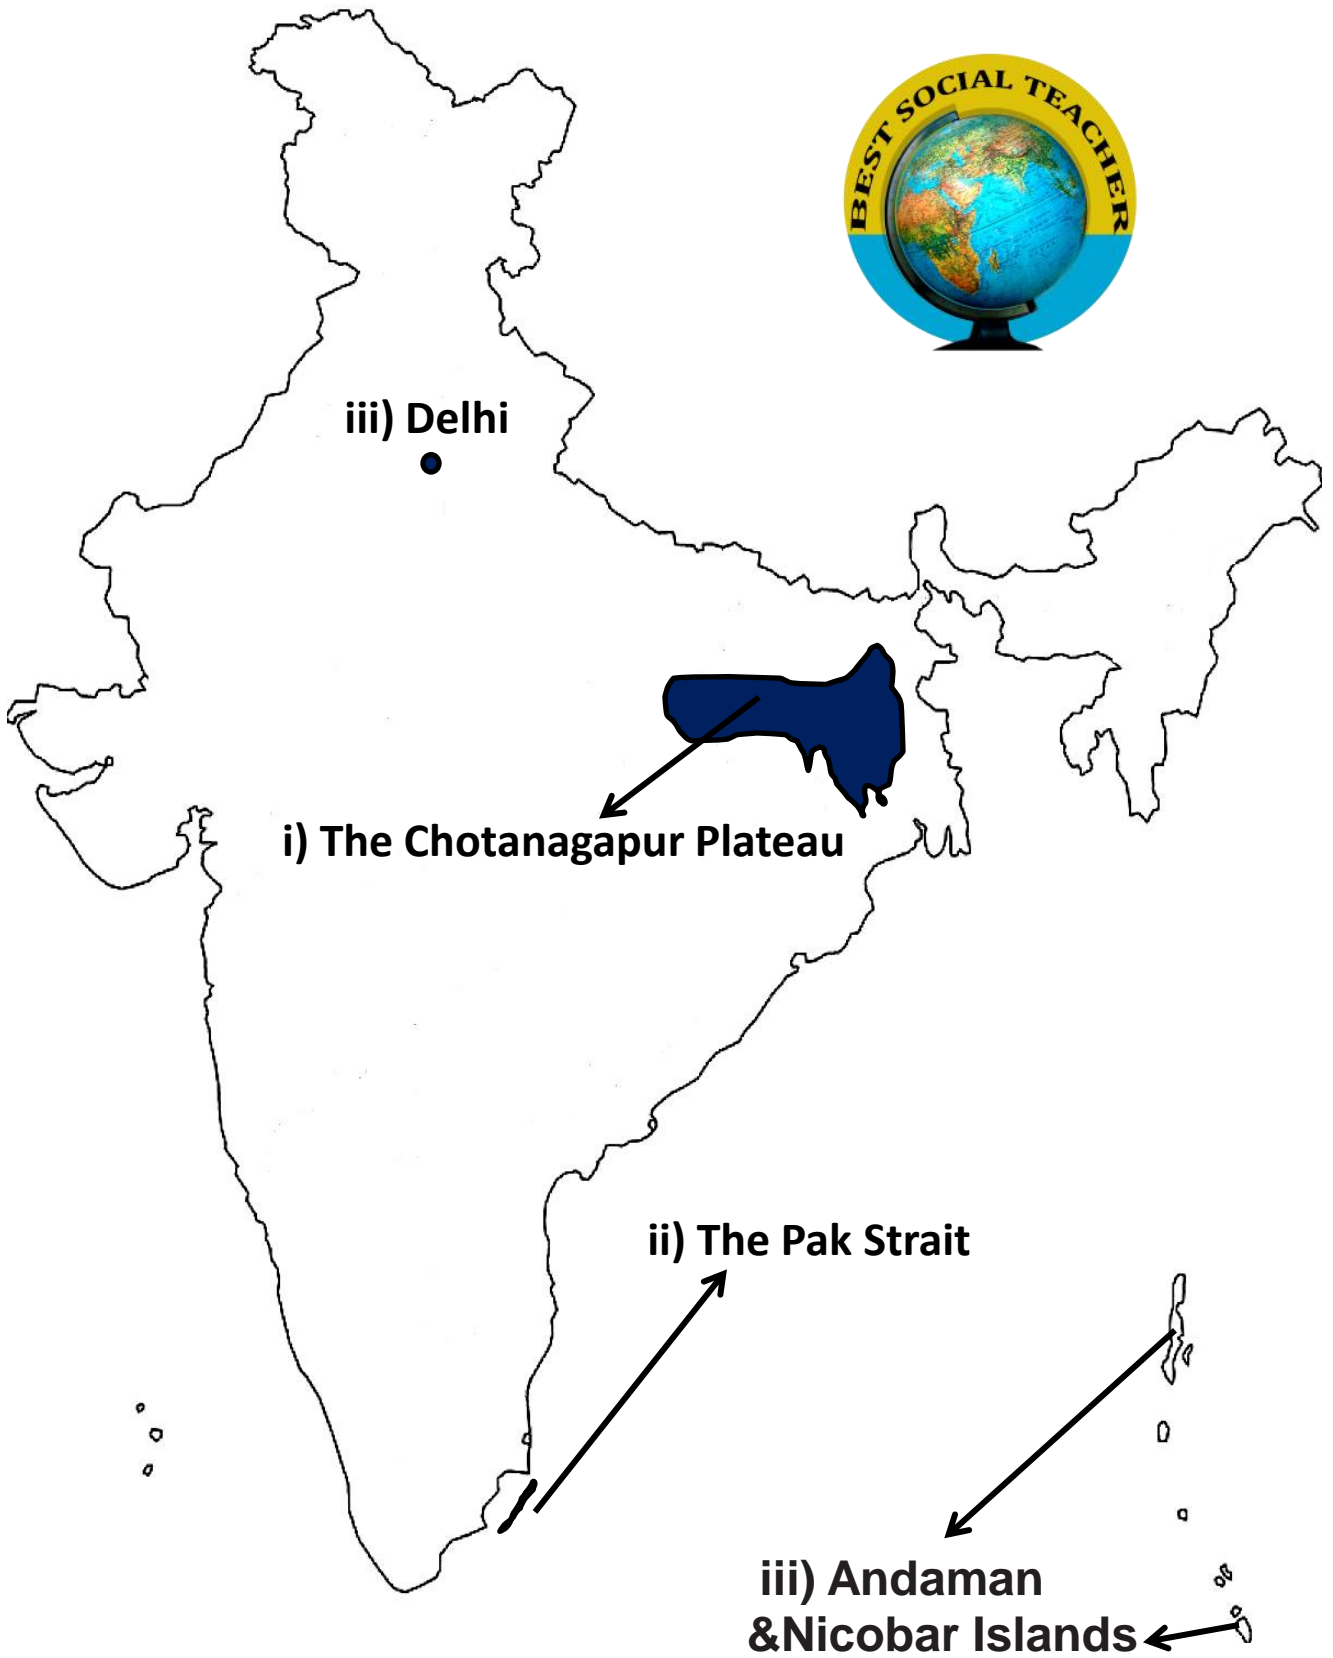 BEST SOCIAL TEACHER
iii) Delhi
i) The Chotanagapur Plateau
ii) The Pak Strait
iii) Andaman
&Nicobar Islands